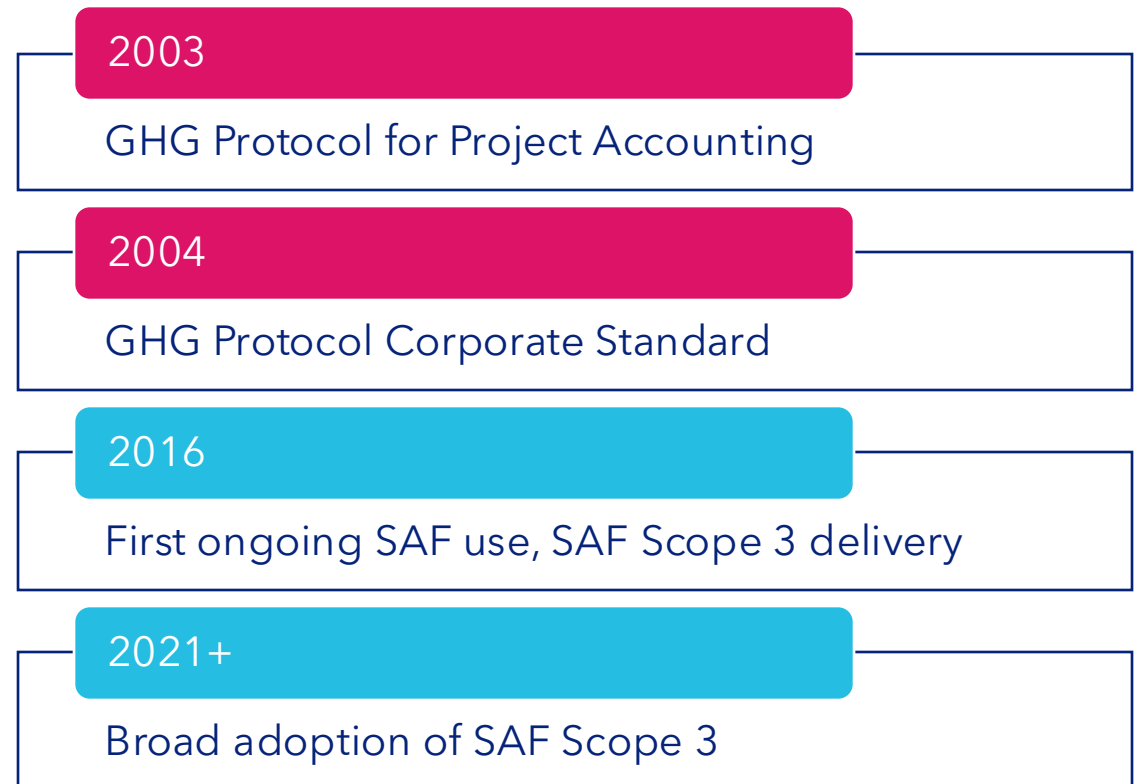 2003
GHG Protocol for Project Accounting
2004
GHG Protocol Corporate Standard
2016
First ongoing SAF use, SAF Scope 3 delivery
2021+
Broad adoption of SAF Scope 3